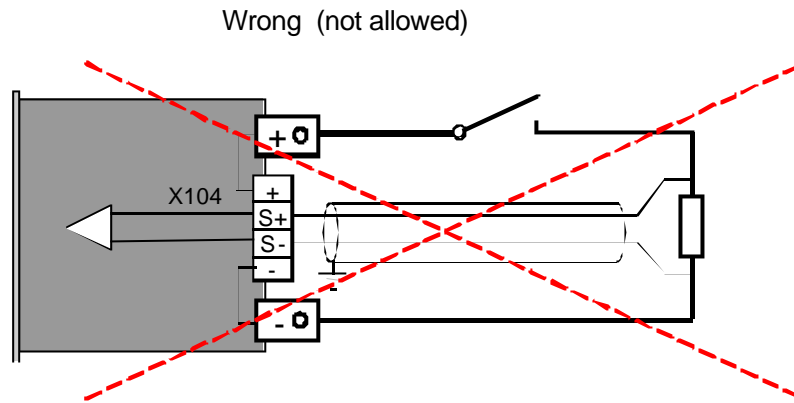 Wrong (not allowed)
+
X104
+
S+
S-
-
-